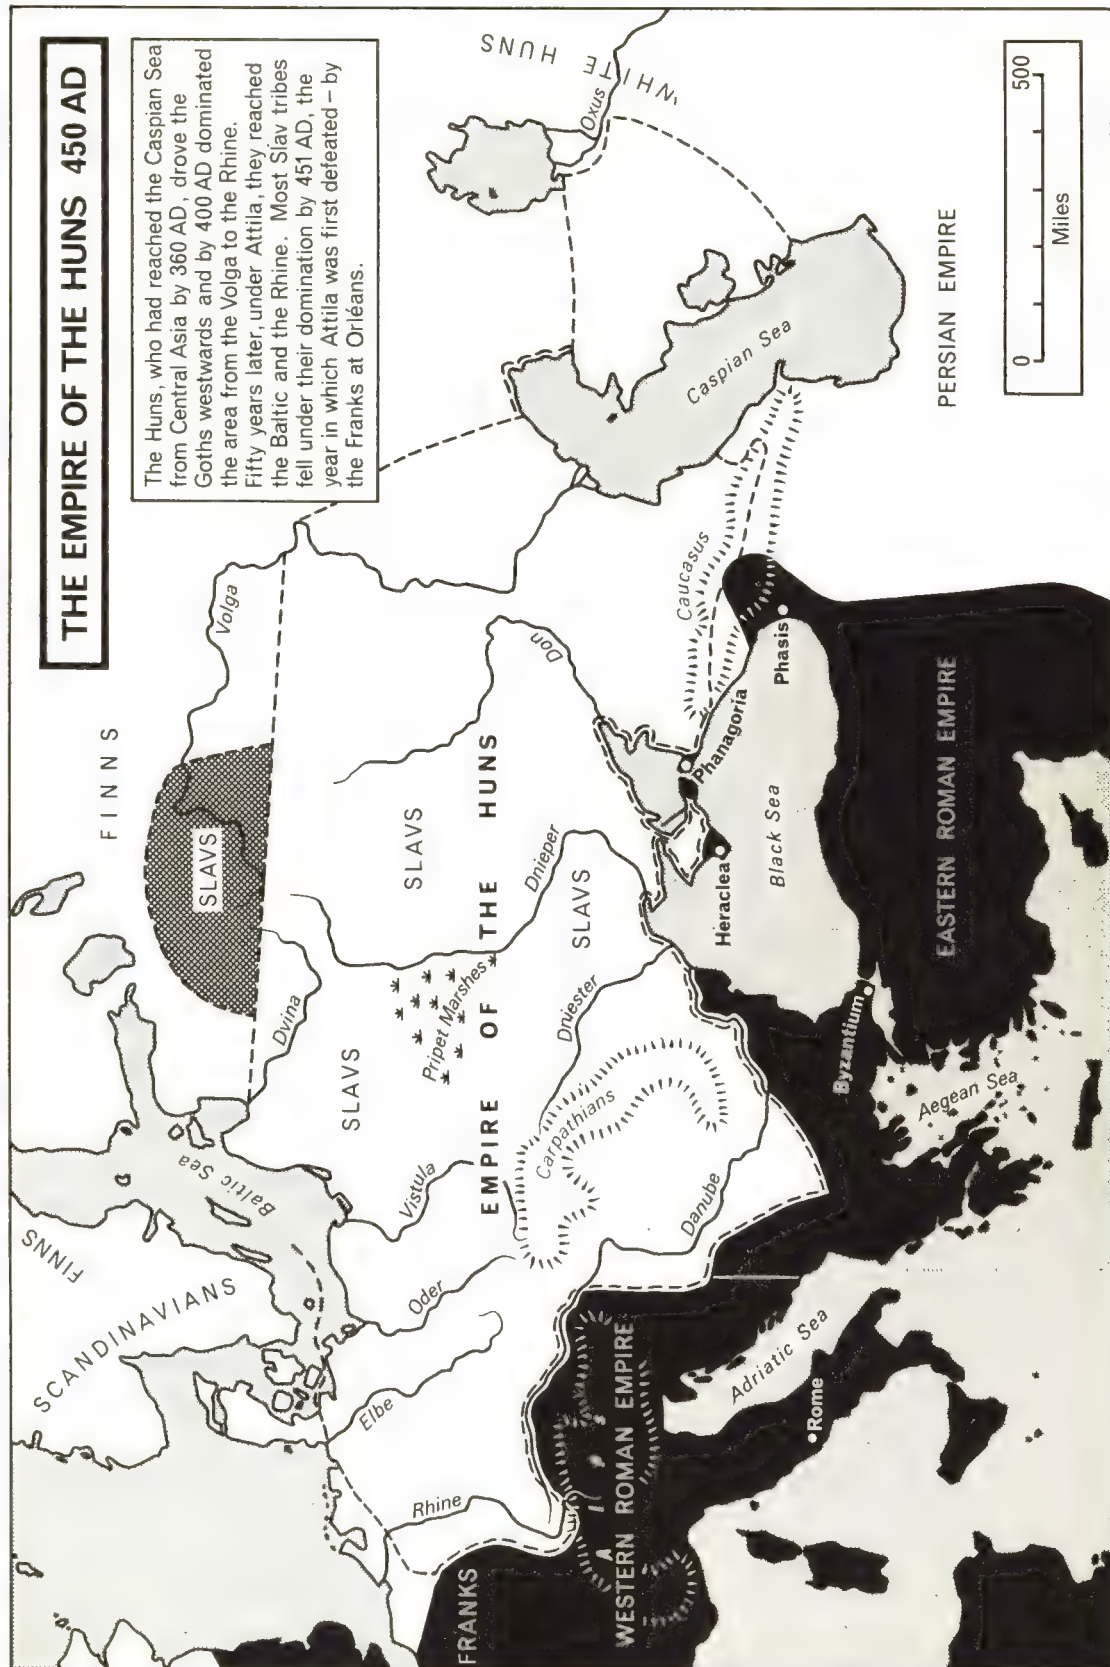 THE EMPIRE OF THE HUNS 450 AD
The Huns, who had reached the Caspian Sea
from Central Asia by 360 AD, drove the
Goths westwards and by 400 AD dominated
the area from the Volga to the Rhine.
Fifty years later, under Attila, they reached
the Baltic and the Rhine. Most Slav tribes
fell under their domination by 451 AD, the
year in which Attila was first defeated – by
the Franks at Orléans.
FINNS
SCANDINAVIANS
FINNS
Baltic Sea
SLAVS
Volga
Dvina
WHITE HUNS
Oxus
SLAVS
SLAVS
Don
Pripet Marshes
Vistula
Oder
Elbe
Rhine
EMPIRE OF THE HUNS
Dnieper
SLAVS
Dniester
Carpathians
Danube
Caucasus
Caspian Sea
Phanagoria
Heraclea
Phasis
Black Sea
FRANKS
WESTERN ROMAN EMPIRE
Adriatic Sea
Rome
Byzantium
Aegean Sea
EASTERN ROMAN EMPIRE
PERSIAN EMPIRE
0 500
Miles